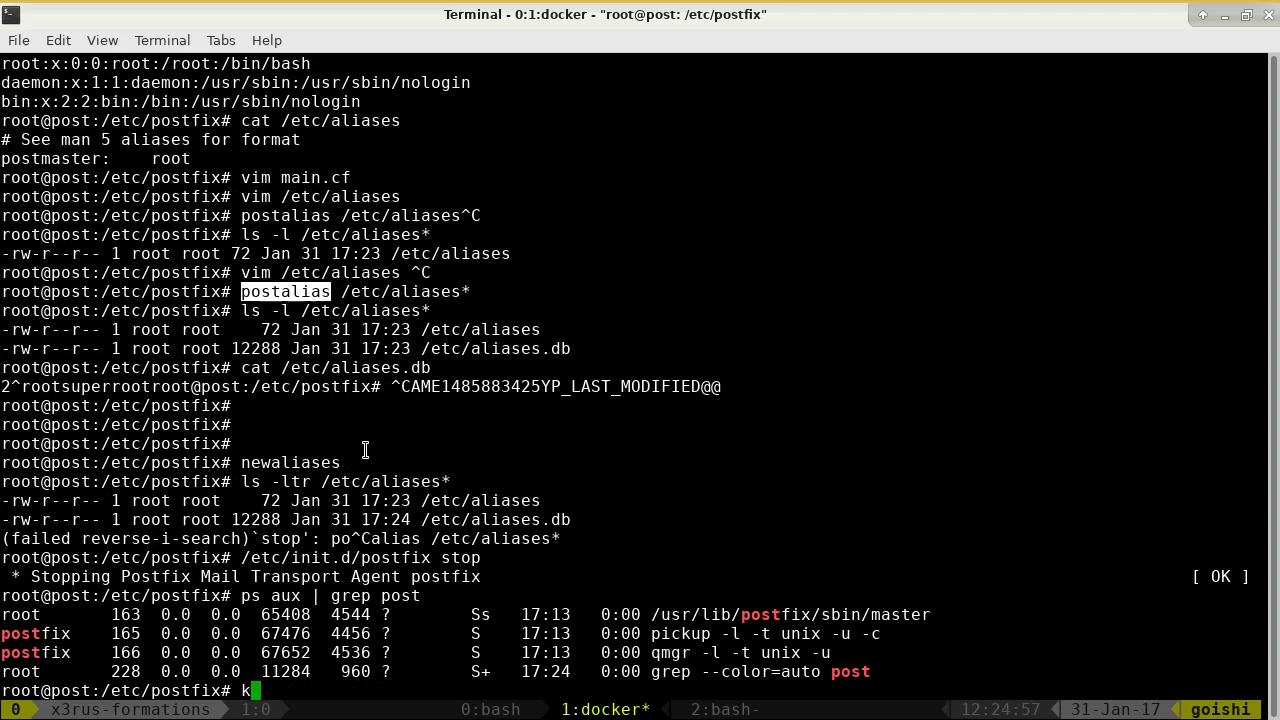 Terminal - 0:1:docker - "root@post: /etc/postfix"
File Edit View Terminal Tabs Help
root:x:0:0:root:/root:/bin/bash
daemon:x:1:1:daemon:/usr/sbin:/usr/sbin/nologin
bin:x:2:2:bin:/bin:/usr/sbin/nologin
root@post:/etc/postfix# cat /etc/aliases
# See man 5 aliases for format
postmaster:    root
root@post:/etc/postfix# vim main.cf
root@post:/etc/postfix# vim /etc/aliases
root@post:/etc/postfix# postalias /etc/aliases^C
root@post:/etc/postfix# ls -l /etc/aliases*
-rw-r--r-- 1 root root 72 Jan 31 17:23 /etc/aliases
root@post:/etc/postfix# vim /etc/aliases ^C
root@post:/etc/postfix# postalias /etc/aliases*
root@post:/etc/postfix# ls -l /etc/aliases*
-rw-r--r-- 1 root root    72 Jan 31 17:23 /etc/aliases
-rw-r--r-- 1 root root 12288 Jan 31 17:23 /etc/aliases.db
root@post:/etc/postfix# cat /etc/aliases.db
2^rootsuperrootroot@post:/etc/postfix# ^CAME1485883425YP_LAST_MODIFIED@@
root@post:/etc/postfix#
root@post:/etc/postfix#
root@post:/etc/postfix#
root@post:/etc/postfix# newaliases
root@post:/etc/postfix# ls -ltr /etc/aliases*
-rw-r--r-- 1 root root    72 Jan 31 17:23 /etc/aliases
-rw-r--r-- 1 root root 12288 Jan 31 17:24 /etc/aliases.db
(failed reverse-i-search)`stop': po^Calias /etc/aliases*
root@post:/etc/postfix# /etc/init.d/postfix stop
 * Stopping Postfix Mail Transport Agent postfix [ OK ]
root@post:/etc/postfix# ps aux | grep post
root       163  0.0  0.0  65408  4544 ?        Ss   17:13   0:00 /usr/lib/postfix/sbin/master
postfix    165  0.0  0.0  67476  4456 ?        S    17:13   0:00 pickup -l -t unix -u -c
postfix    166  0.0  0.0  67652  4536 ?        S    17:13   0:00 qmgr -l -t unix -u
root       228  0.0  0.0  11284   960 ?        S+   17:24   0:00 grep --color=auto post
root@post:/etc/postfix# k
0 x3rus-formations 1:0 0:bash 1:docker* 2:bash- 12:24:57 31-Jan-17 goishi